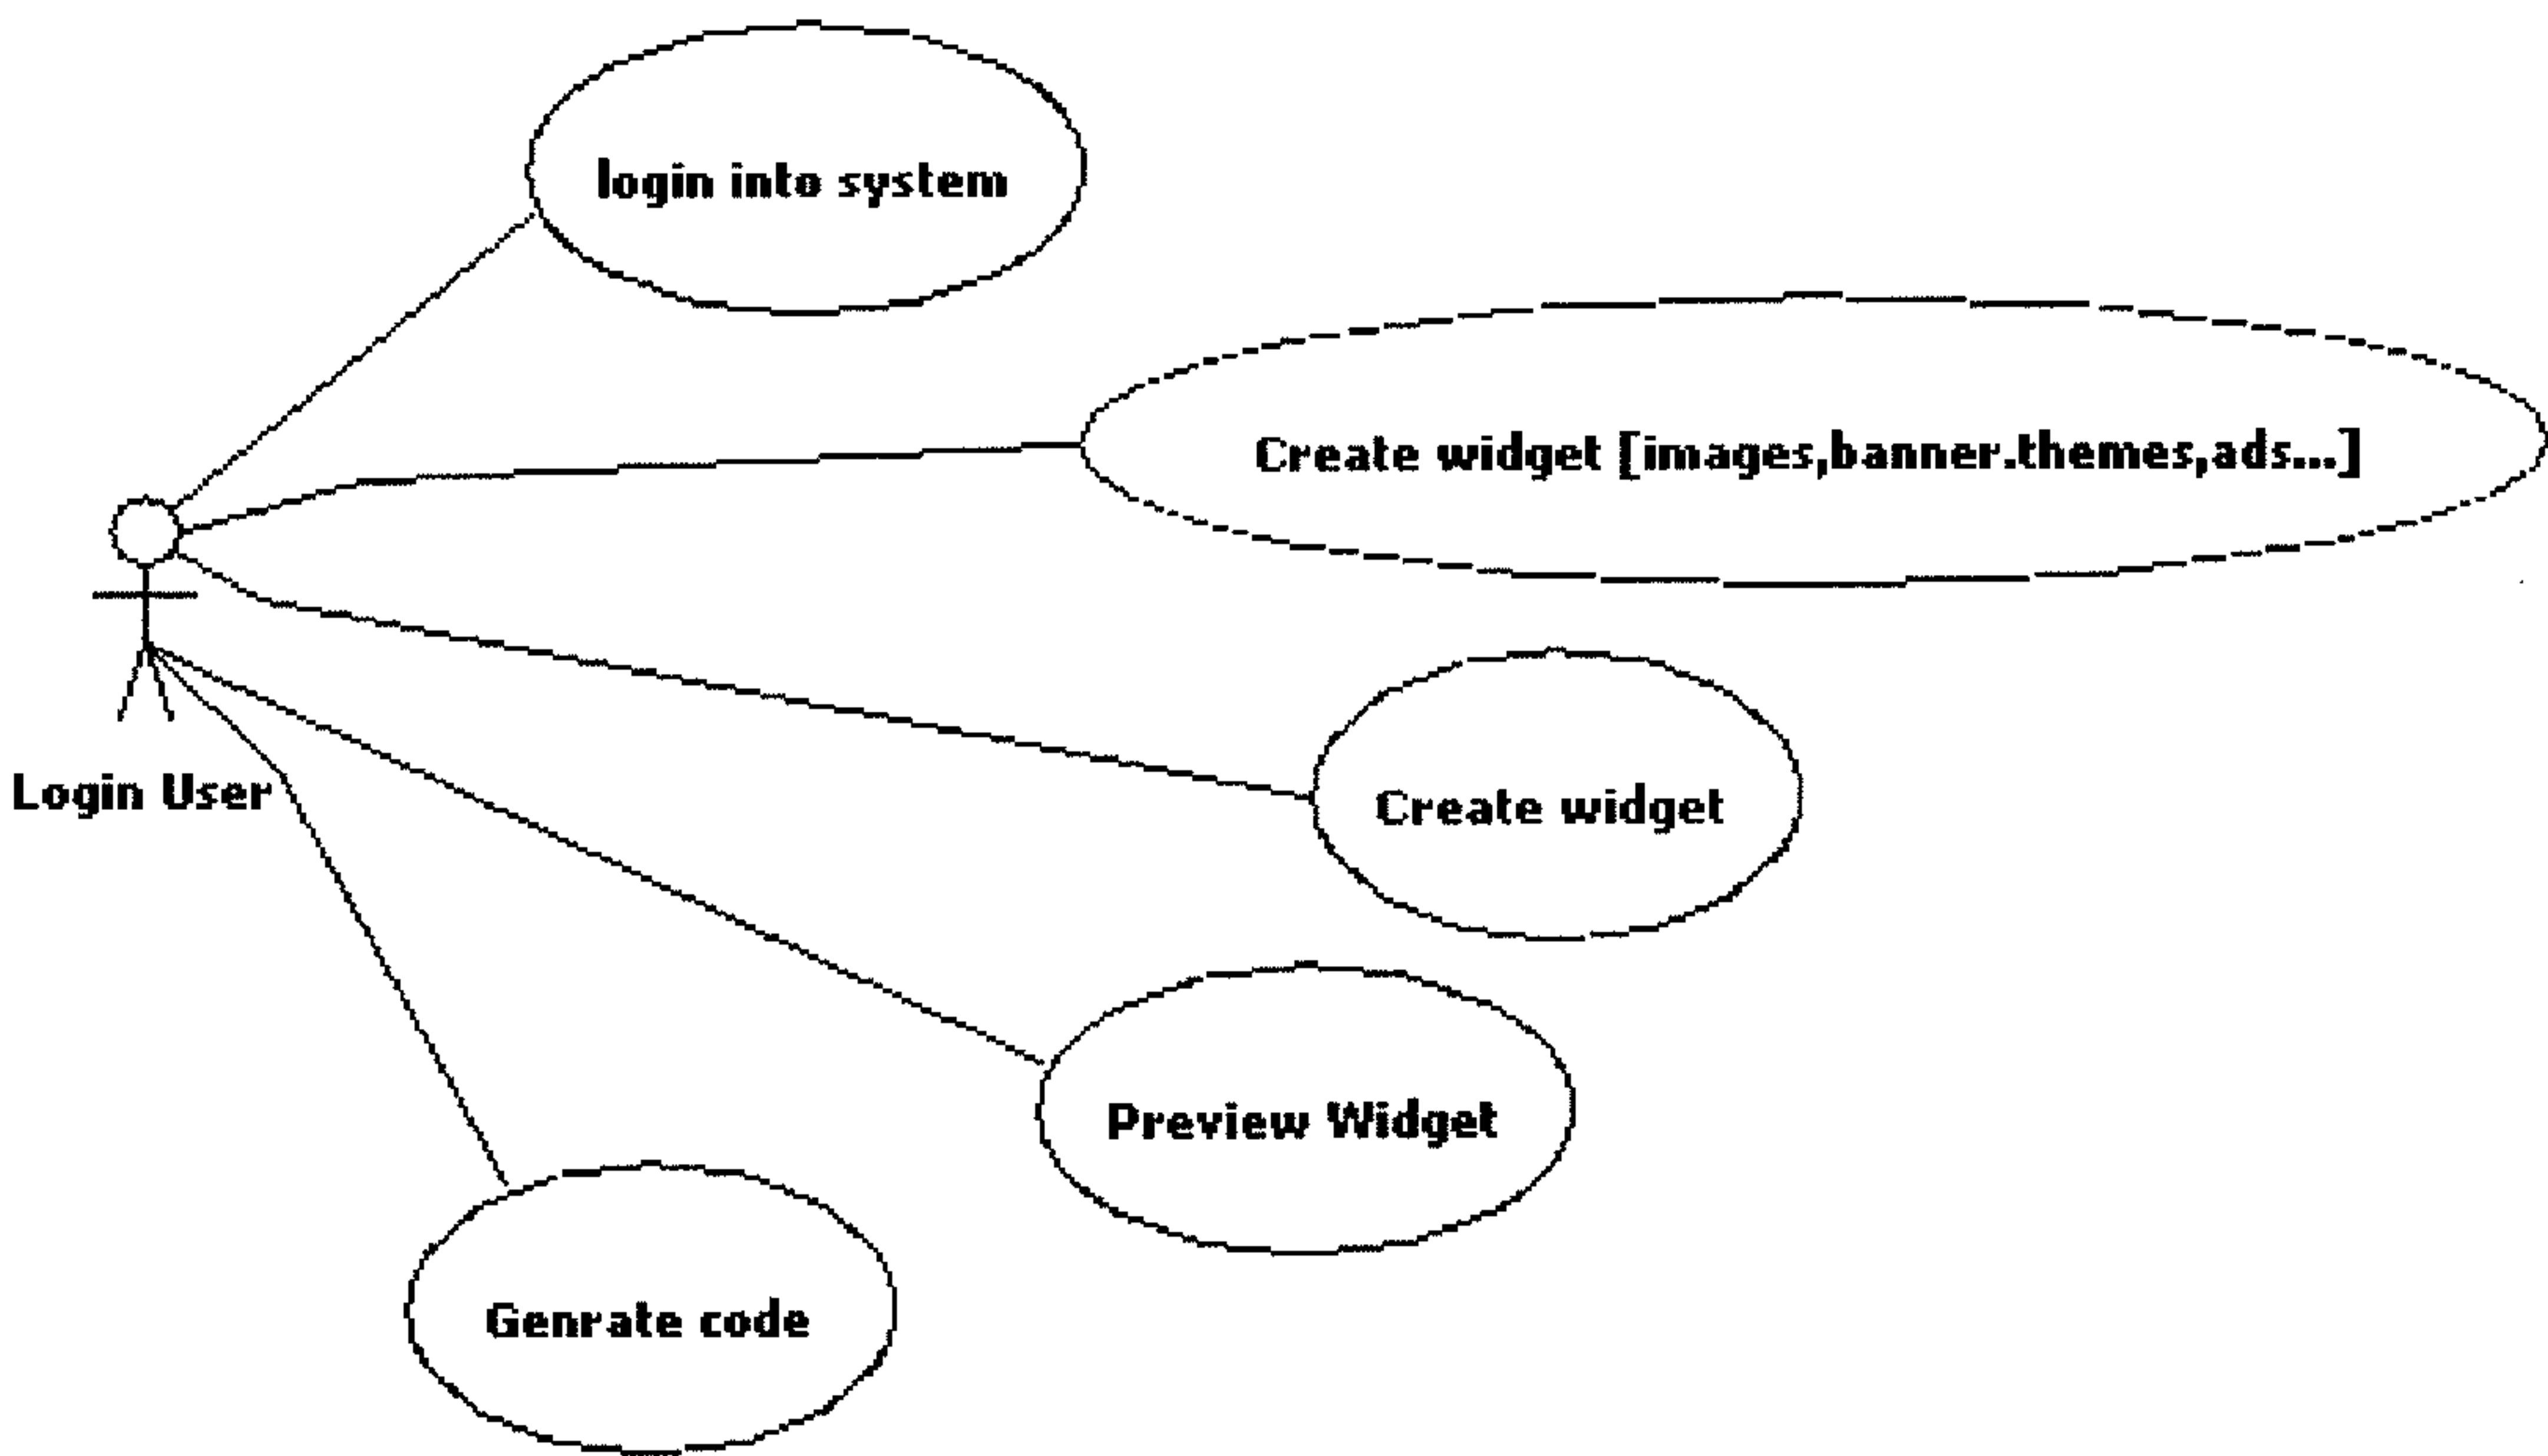 login into system
Create widget [images,banner.themes,ads...]
Login User
Create widget
Preview Widget
Genrate code